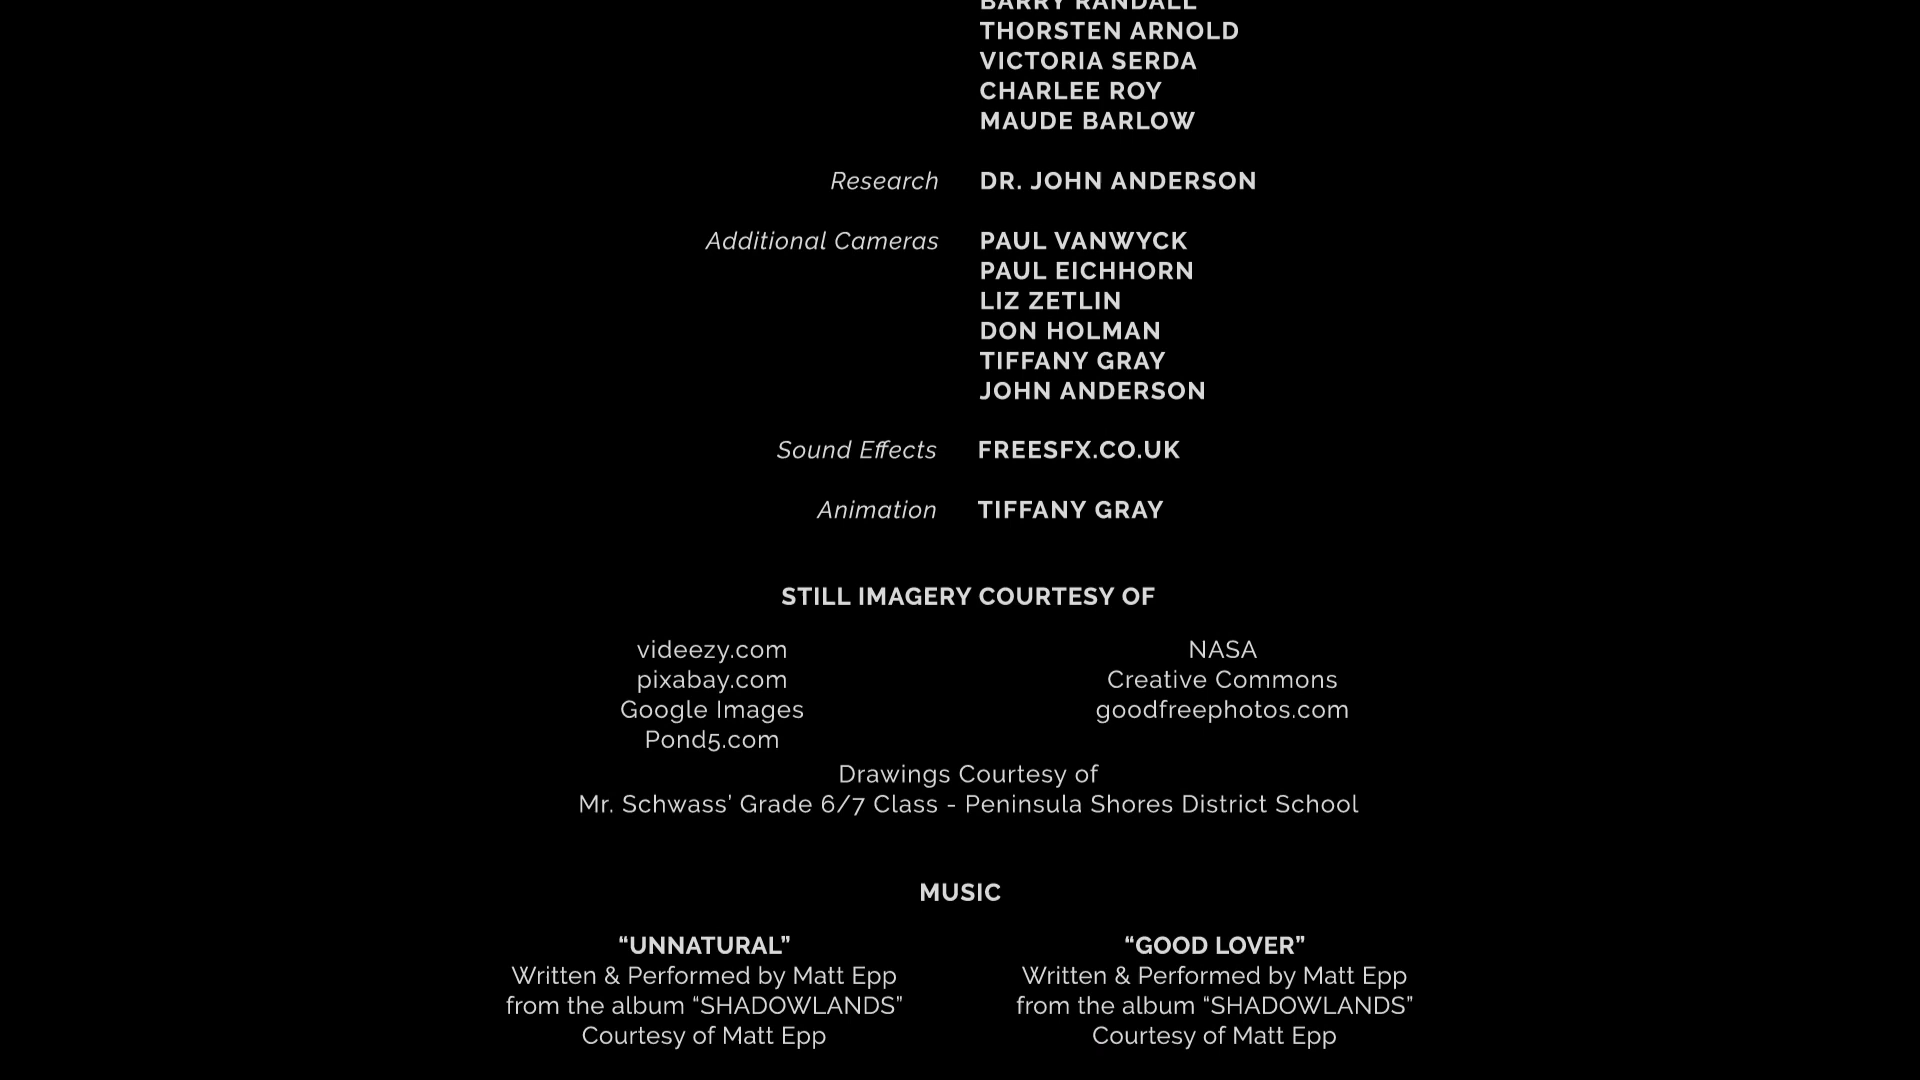 BARRY RANDALL
THORSTEN ARNOLD
VICTORIA SERDA
CHARLEE ROY
MAUDE BARLOW
Research DR. JOHN ANDERSON
Additional Cameras PAUL VANWYCK
PAUL EICHHORN
LIZ ZETLIN
DON HOLMAN
TIFFANY GRAY
JOHN ANDERSON
Sound Effects FREESFX.CO.UK
Animation TIFFANY GRAY
STILL IMAGERY COURTESY OF
videezy.com
pixabay.com
Google Images
Pond5.com
NASA
Creative Commons
goodfreephotos.com
Drawings Courtesy of
Mr. Schwass’ Grade 6/7 Class - Peninsula Shores District School
MUSIC
“UNNATURAL”
Written & Performed by Matt Epp
from the album “SHADOWLANDS”
Courtesy of Matt Epp
“GOOD LOVER”
Written & Performed by Matt Epp
from the album “SHADOWLANDS”
Courtesy of Matt Epp